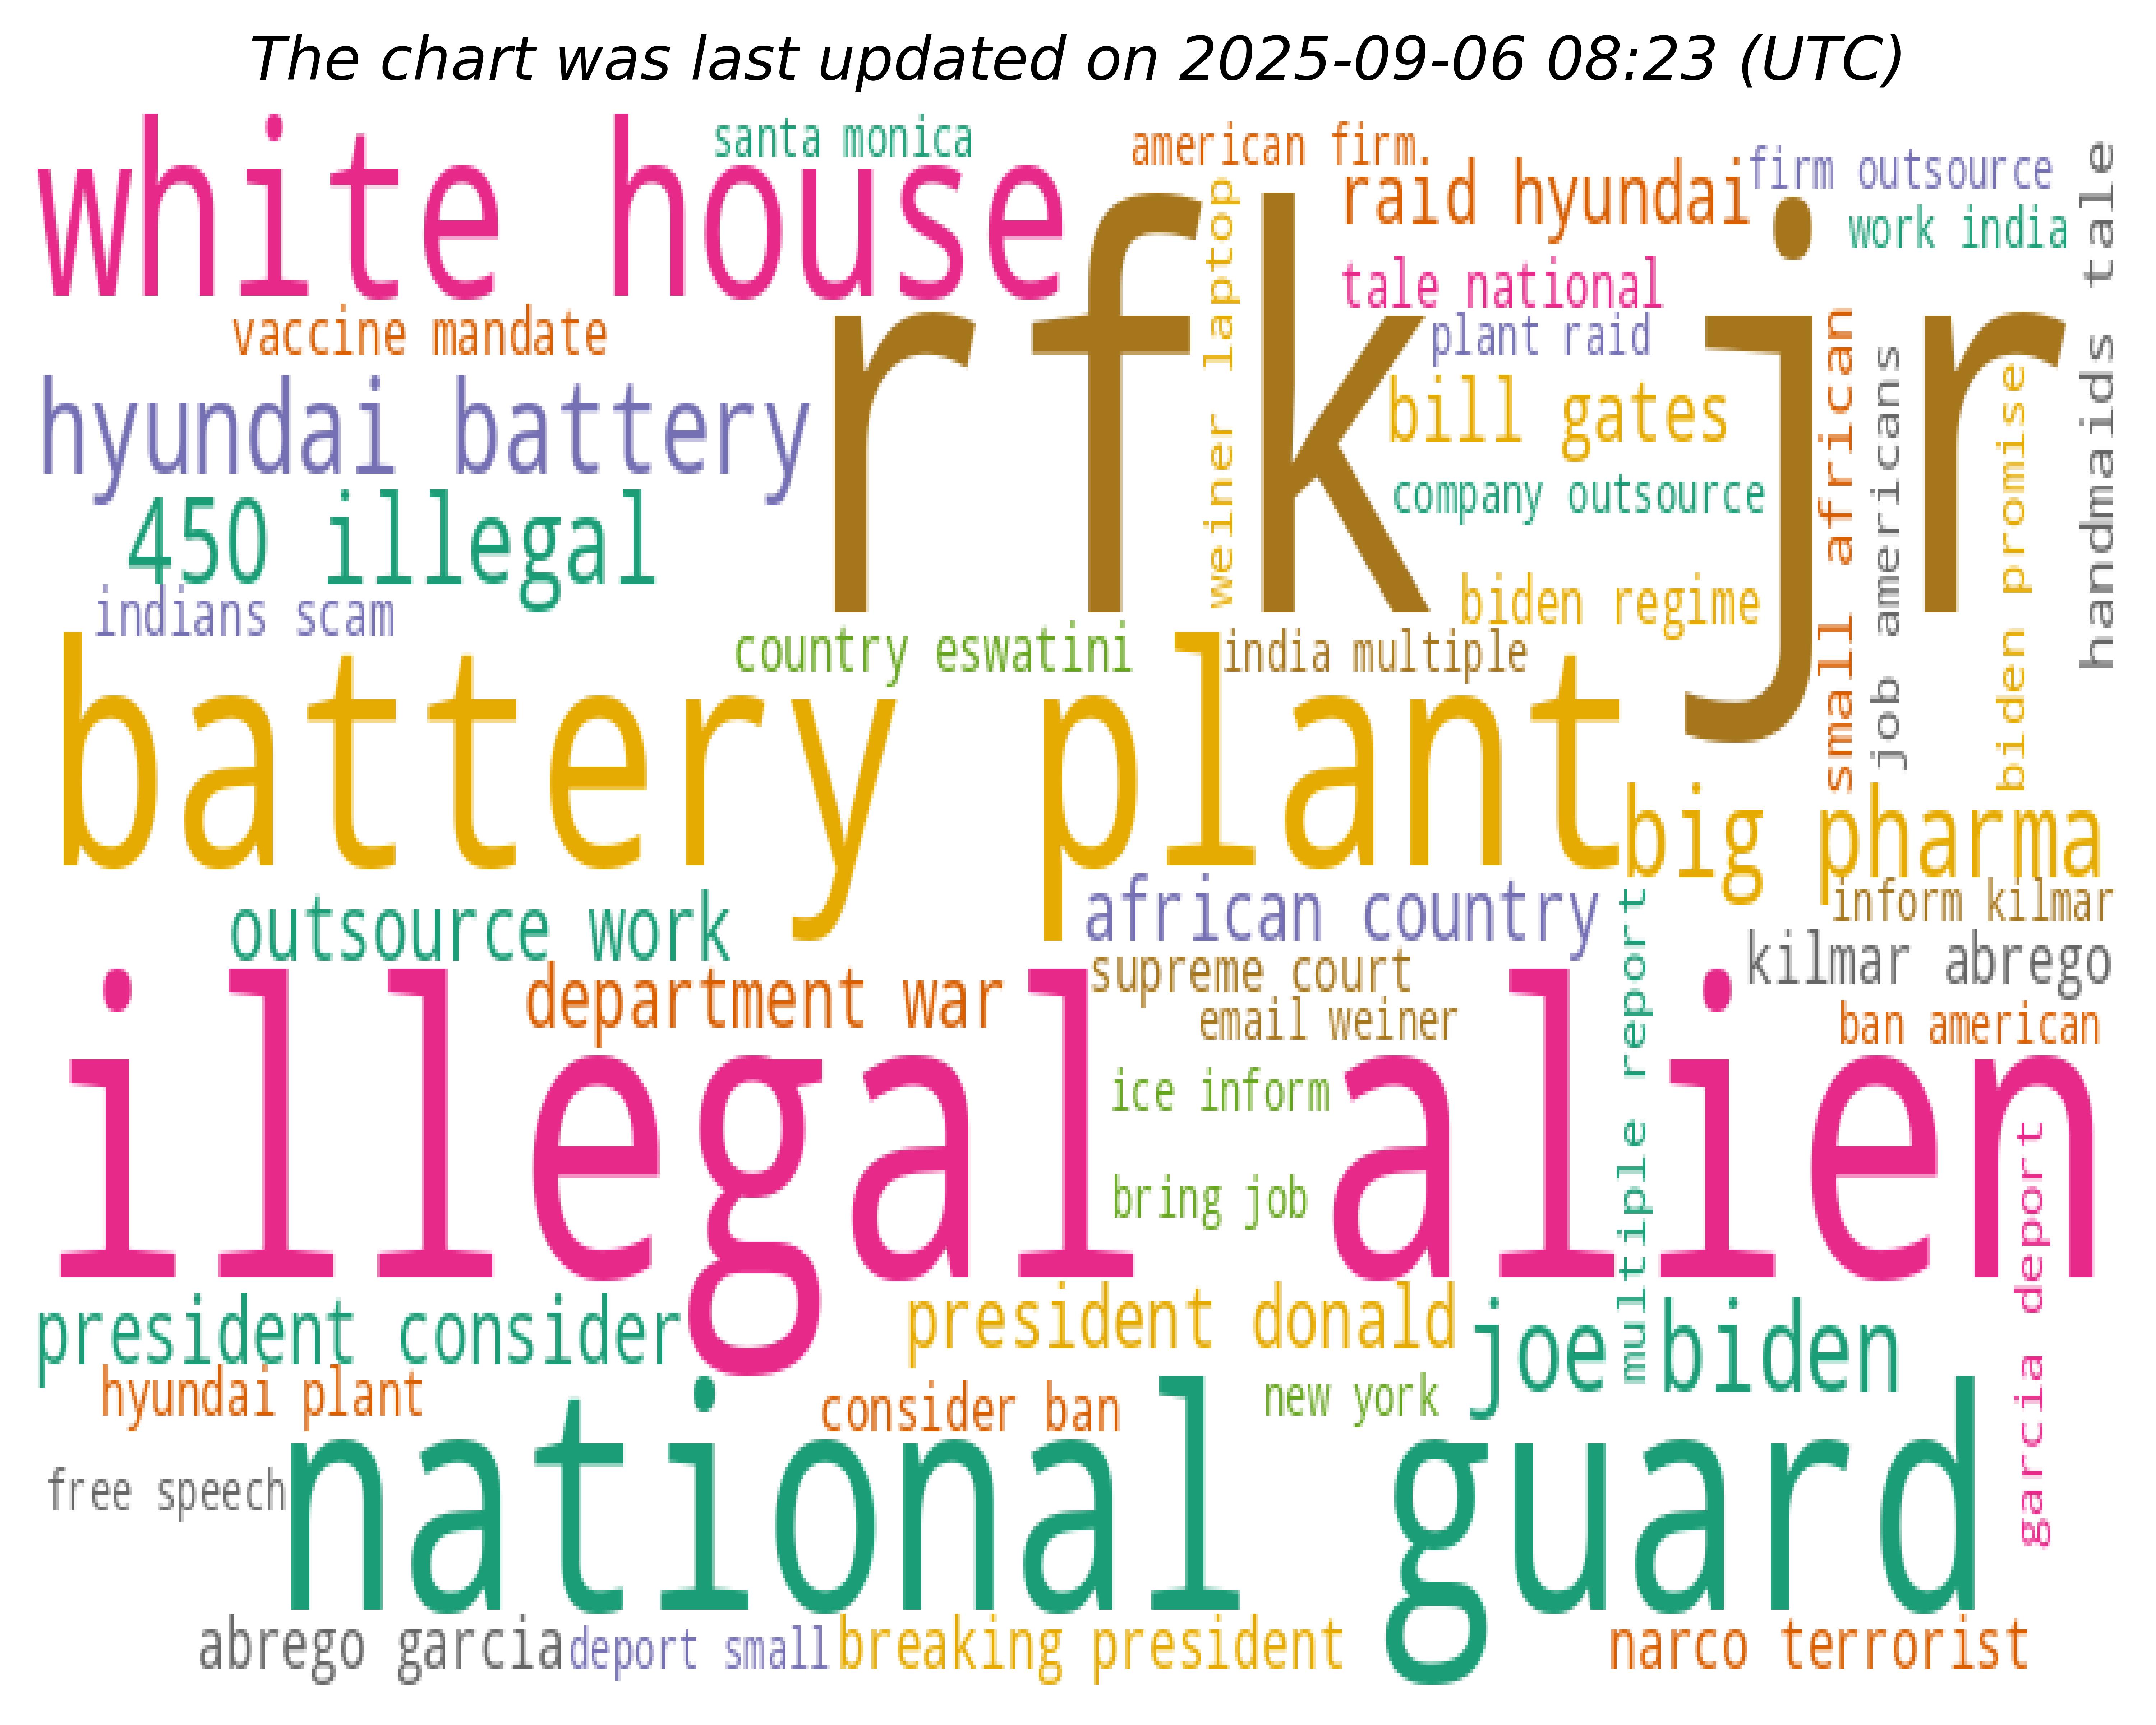 The chart was last updated on 2025-09-06 08:23 (UTC)
white house
santa monica
american firm
raid hyundai
firm outsource
work india
handmaids tale
weiner laptop
tale national
vaccine mandate
rfk jr
plant raid
hyundai battery
bill gates
small african
job americans
biden promise
company outsource
450 illegal
indians scam
biden regime
country eswatini
india multiple
battery plant
big pharma
outsource work
african country
inform kilmar
multiple report
department war
supreme court
kilmar abrego
email weiner
ban american
illegal alien
ice inform
bring job
garcia deport
president consider
president donald
joe biden
hyundai plant
consider ban
new york
national guard
free speech
abrego garcia
deport small
breaking president
narco terrorist